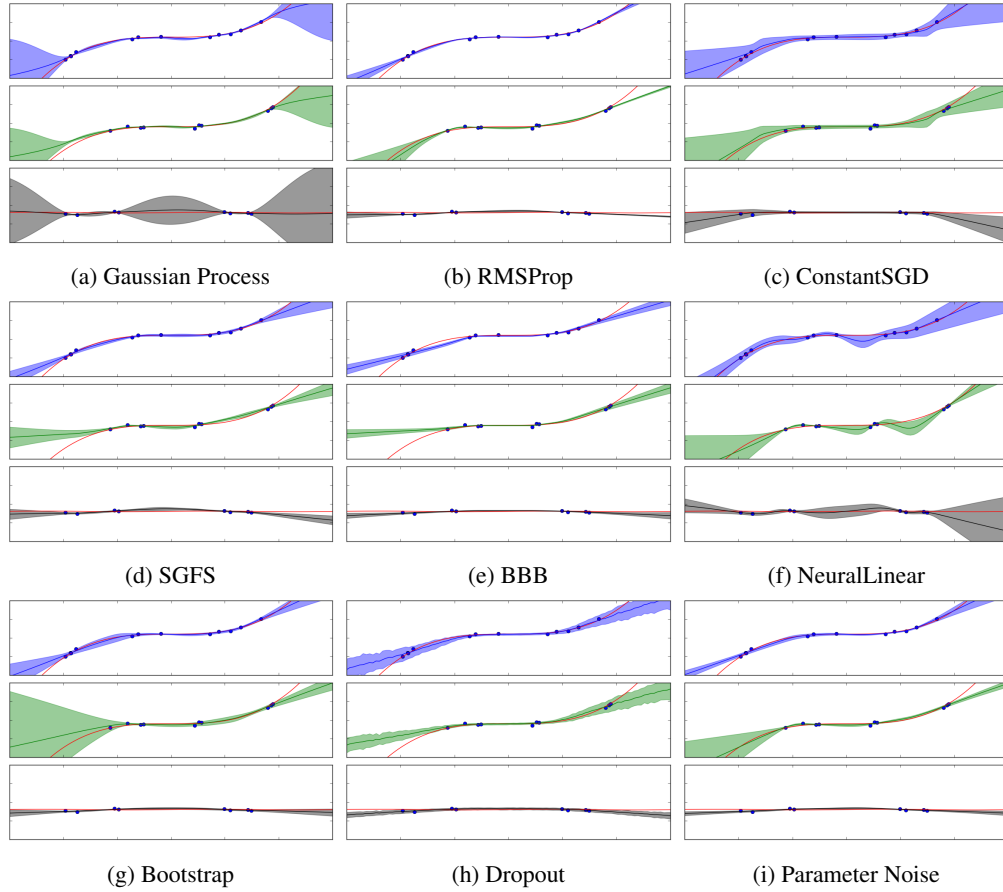 (a) Gaussian Process
(b) RMSProp
(c) ConstantSGD
(d) SGFS
(e) BBB
(f) NeuralLinear
(g) Bootstrap
(h) Dropout
(i) Parameter Noise